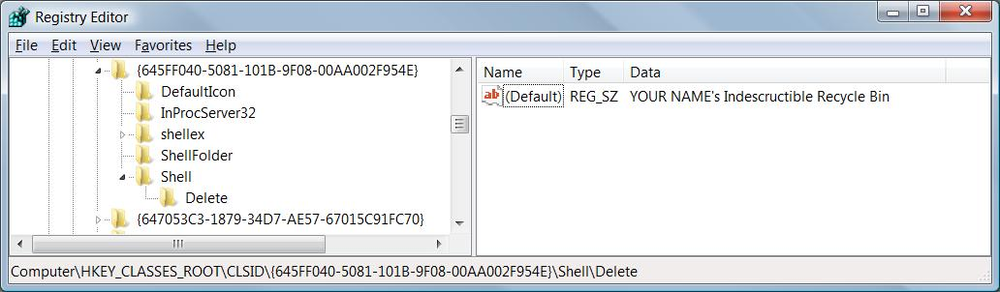 Registry Editor
File Edit View Favorites Help
{645FF040-5081-101B-9F08-00AA002F954E}
DefaultIcon
InProcServer32
shellex
ShellFolder
Shell
Delete
{647053C3-1879-34D7-AE57-67015C91FC70}
Name Type Data
ab (Default) REG_SZ YOUR NAME's Indescructible Recycle Bin
Computer\HKEY_CLASSES_ROOT\CLSID\{645FF040-5081-101B-9F08-00AA002F954E}\Shell\Delete